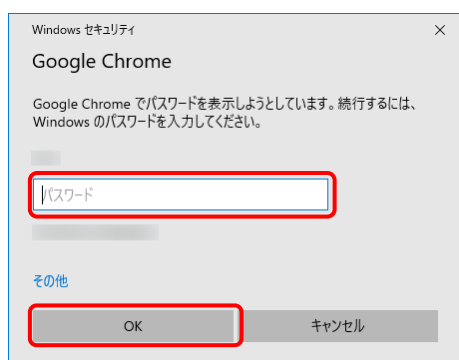 Windows セキュリティ
Google Chrome
Google Chrome でパスワードを表示しようとしています。続行するには、
Windows のパスワードを入力してください。
パスワード
その他
OK
キャンセル